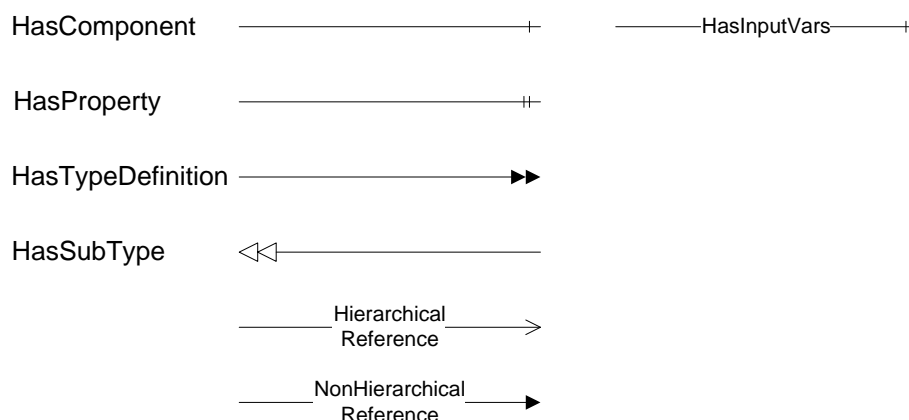 HasComponent
HasInputVars
HasProperty
HasTypeDefinition
HasSubType
Hierarchical
Reference
NonHierarchical
Reference